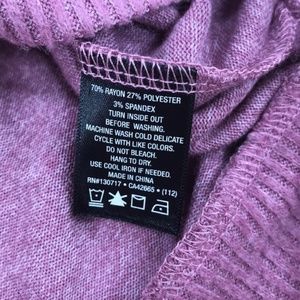 70% RAYON 27% POLYESTER
3% SPANDEX
TURN INSIDE OUT
BEFORE WASHING.
MACHINE WASH COLD DELICATE
CYCLE WITH LIKE COLORS.
DO NOT BLEACH.
HANG TO DRY.
USE COOL IRON IF NEEDED.
MADE IN CHINA
RN#130717 • CA42665 • (112)